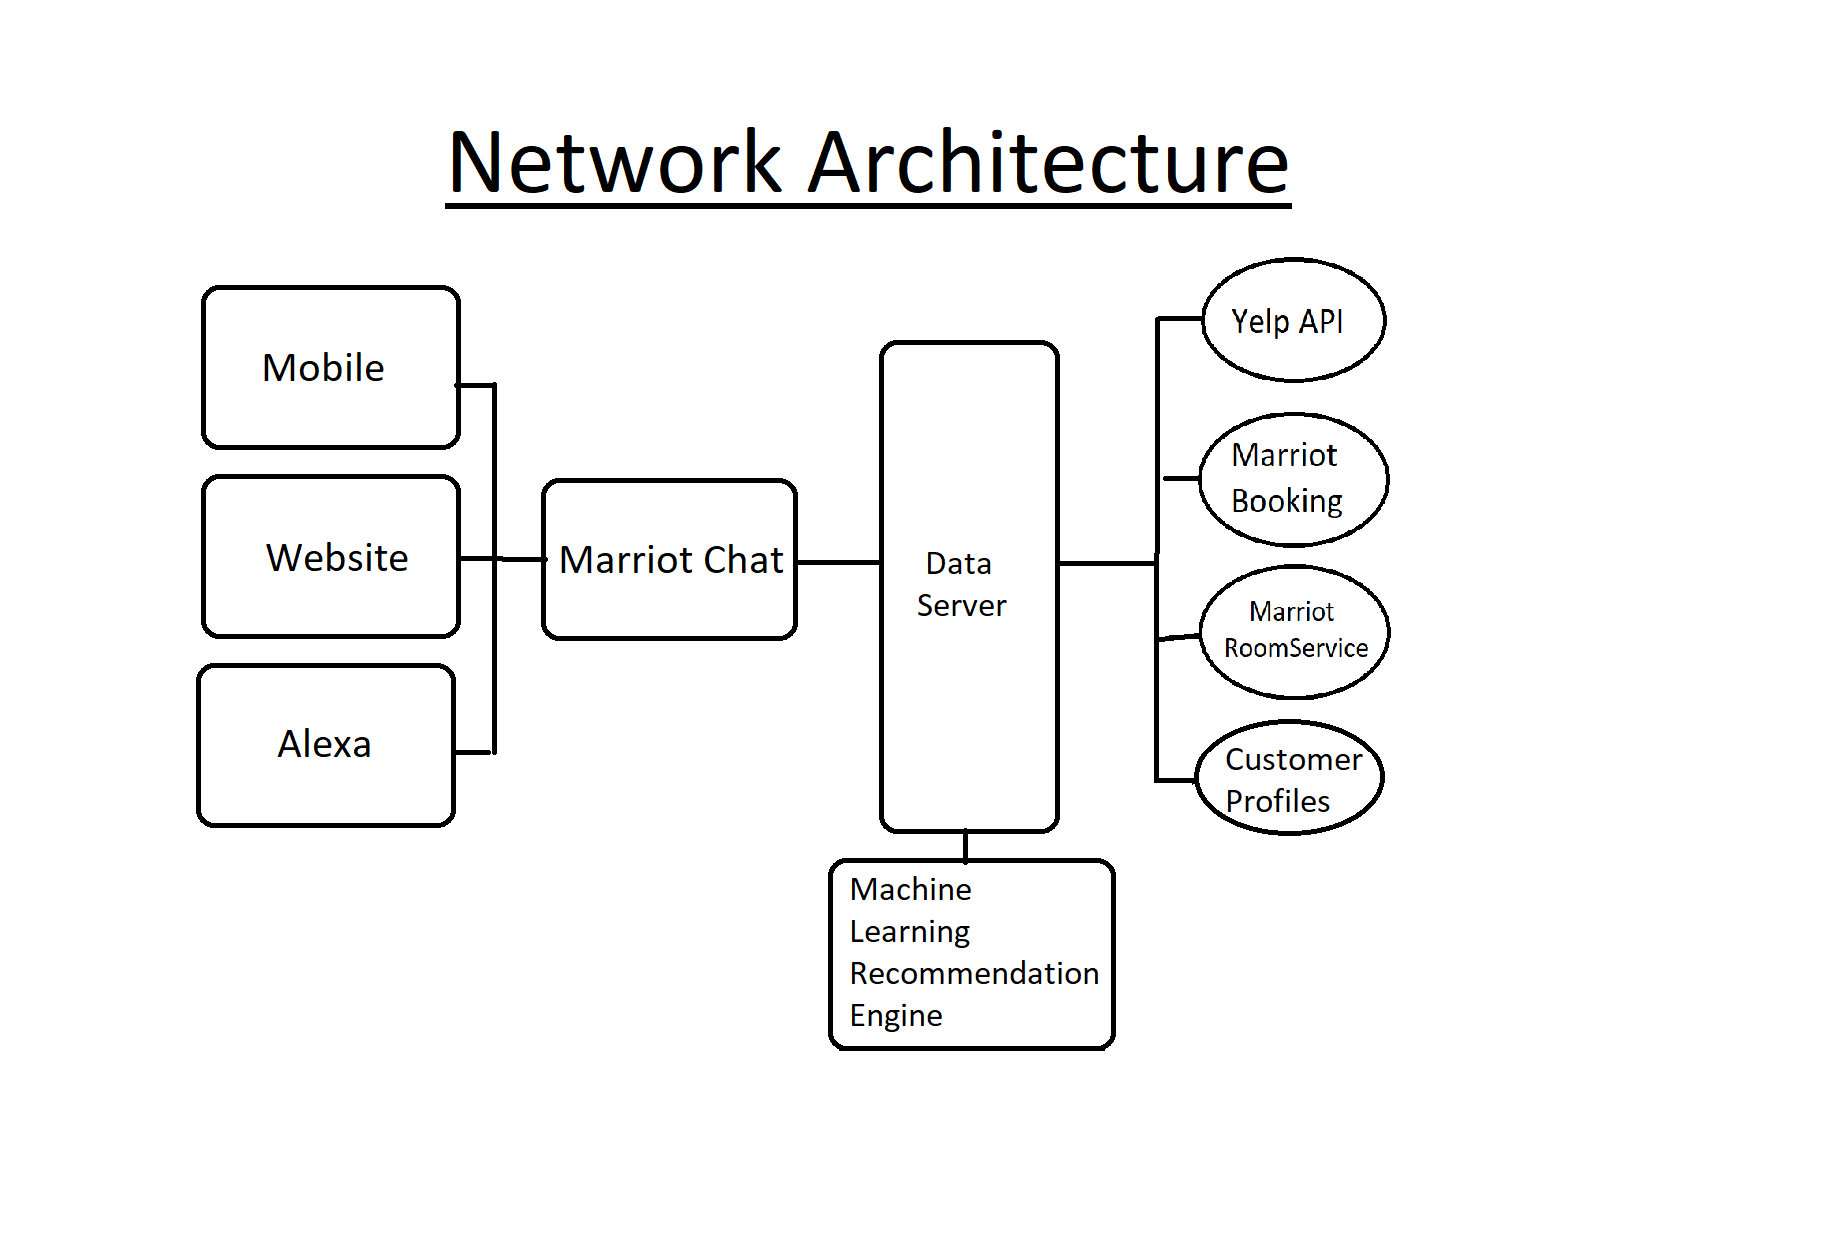 Network Architecture
Mobile
Website
Alexa
Marriot Chat
Data
Server
Machine
Learning
Recommendation
Engine
Yelp API
Marriot
Booking
Marriot
RoomService
Customer
Profiles